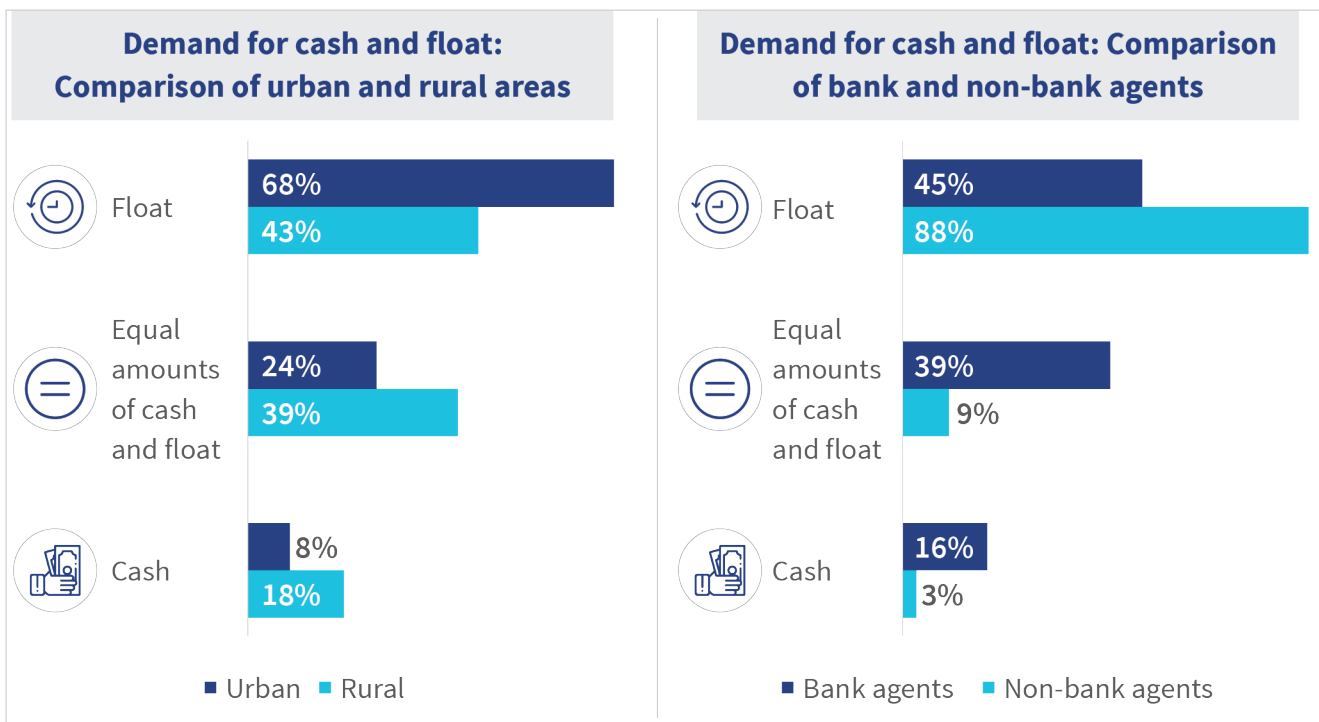 Demand for cash and float:
Comparison of urban and rural areas
Float
68%
43%
Equal
amounts
of cash
and float
24%
39%
Cash
8%
18%
Urban
Rural
Demand for cash and float: Comparison
of bank and non-bank agents
Float
45%
88%
Equal
amounts
of cash
and float
39%
9%
Cash
16%
3%
Bank agents
Non-bank agents